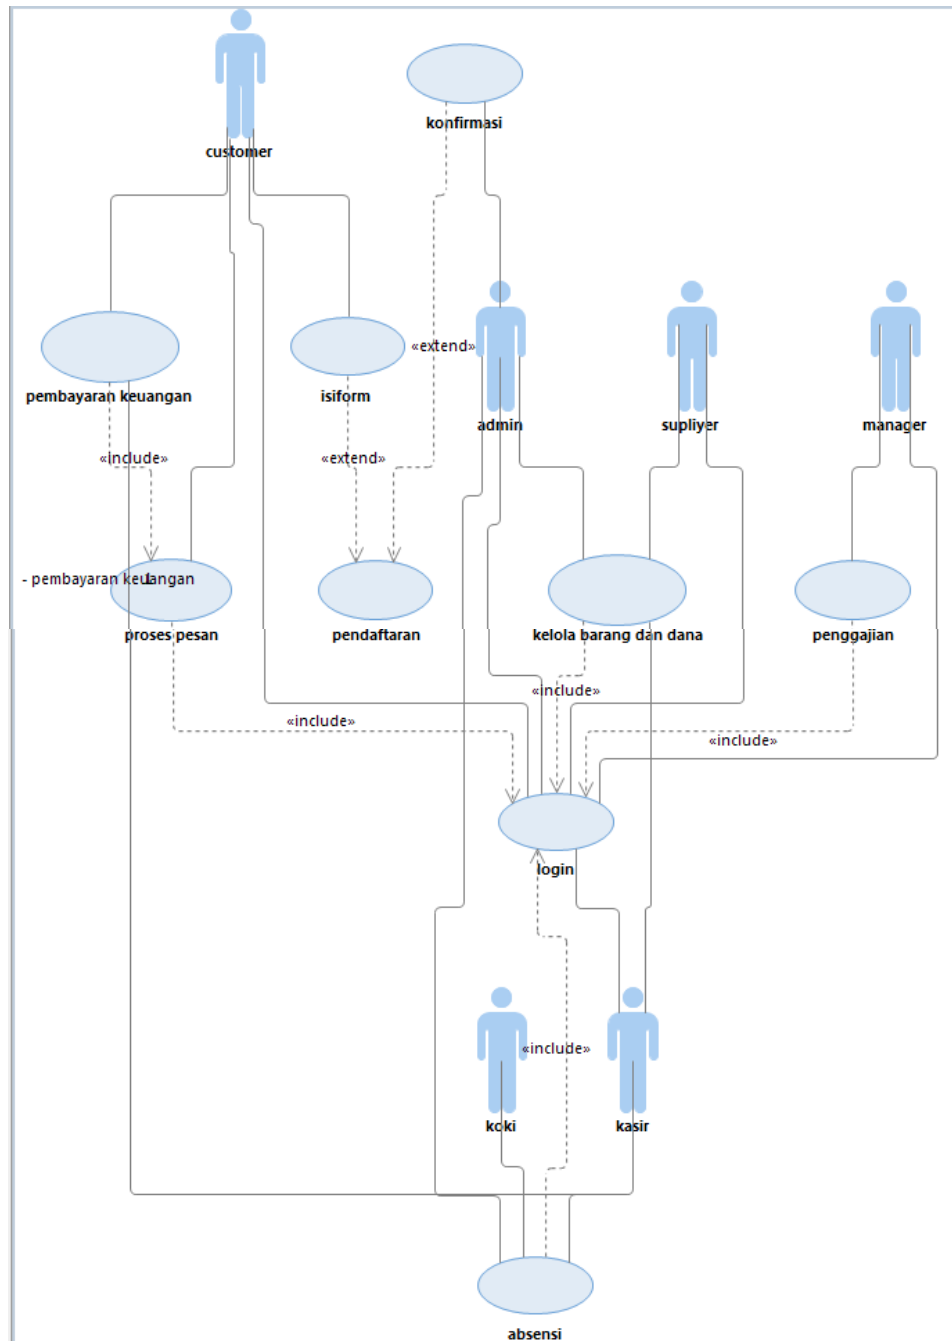 konfirmasi
customer
«extend»
pembayaran keuangan
isiform
admin
supliyer
manager
«include»
«extend»
- pembayaran keuangan
1
proses pesan
pendaftaran
kelola barang dan dana
penggajian
«include»
«include»
«include»
login
«include»
koki
kasir
absensi